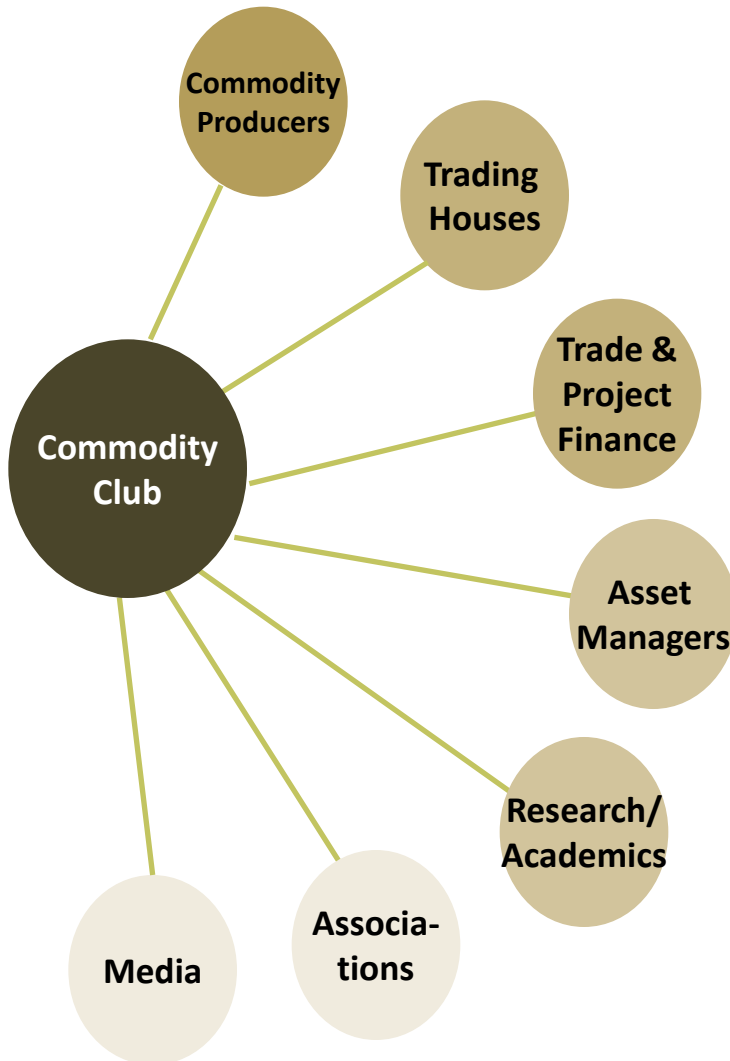 Commodity
Producers
Trading
Houses
Trade &
Project
Finance
Commodity
Club
Asset
Managers
Research/
Academics
Associa-
tions
Media